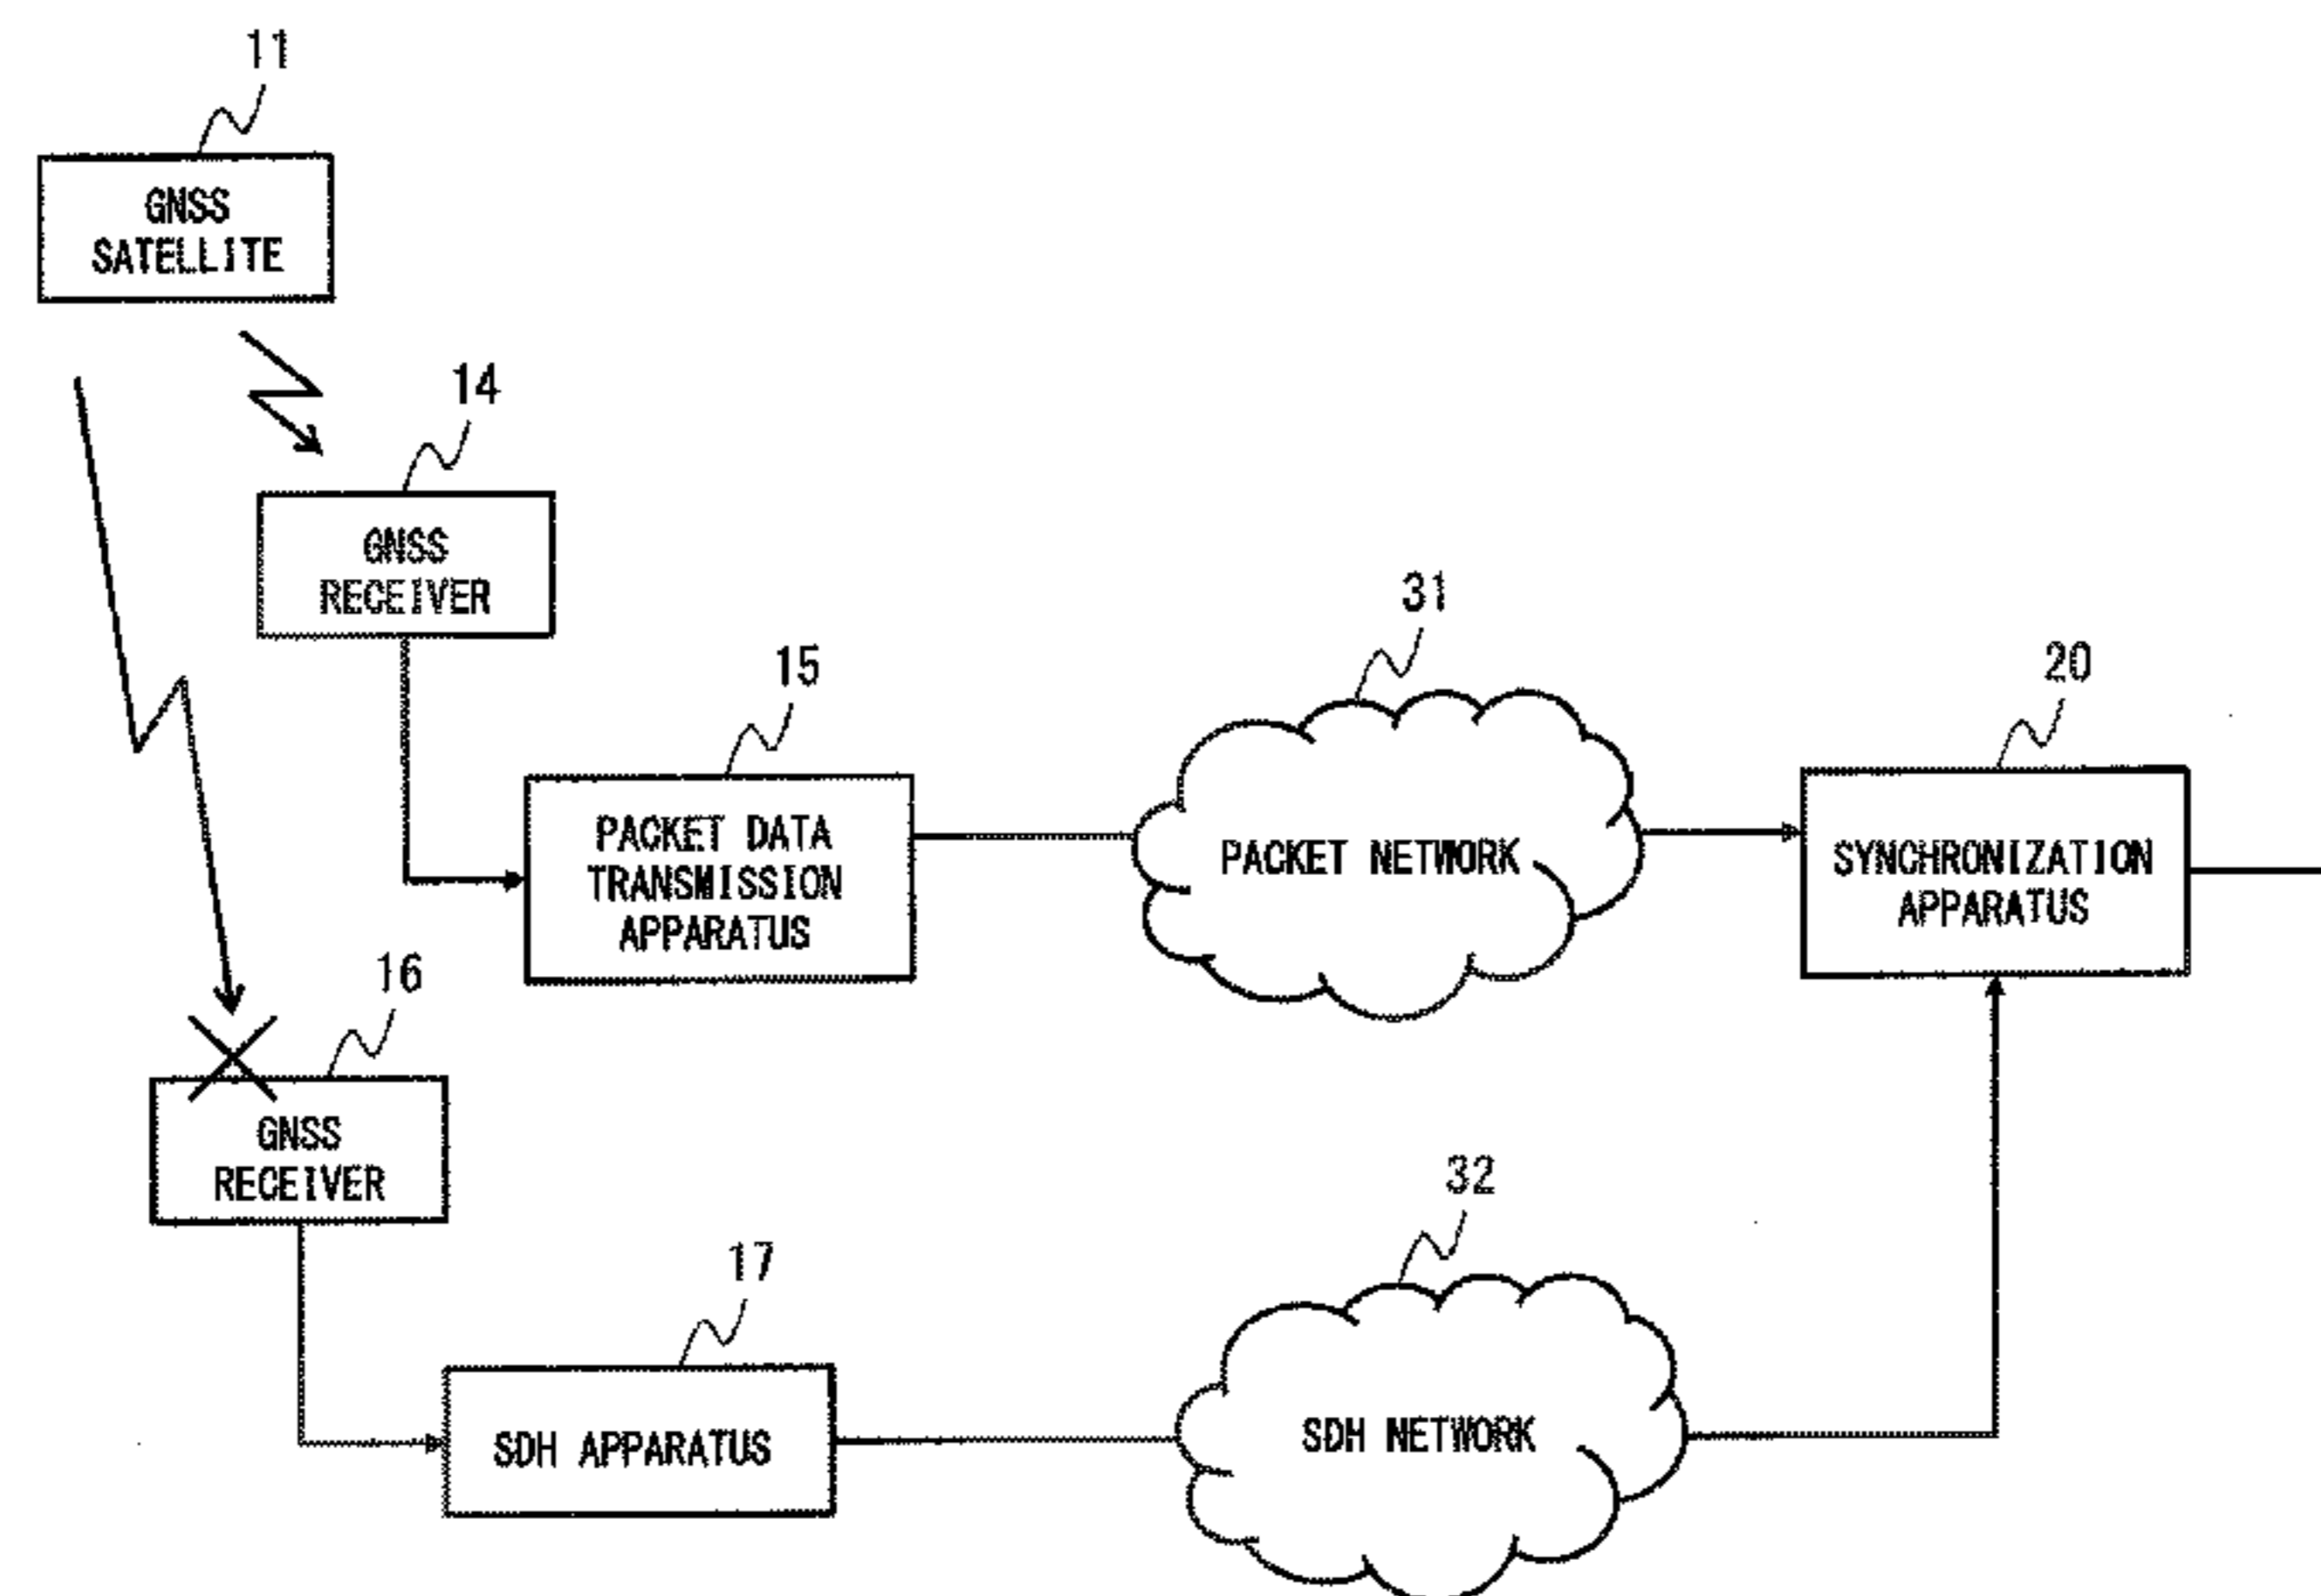 11
GNSS
SATELLITE
14
GNSS
RECEIVER
15
PACKET DATA
TRANSMISSION
APPARATUS
31
PACKET NETWORK
20
SYNCHRONIZATION
APPARATUS
16
GNSS
RECEIVER
17
SDH APPARATUS
32
SDH NETWORK